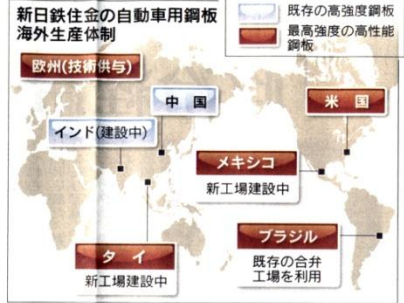 新日鉄住金の自動車用鋼板
海外生産体制
既存の高強度鋼板
最高強度の高性能
鋼板
欧州(技術供与)
中国
米国
インド(建設中)
メキシコ
新工場建設中
タイ
新工場建設中
ブラジル
既存の合弁
工場を利用